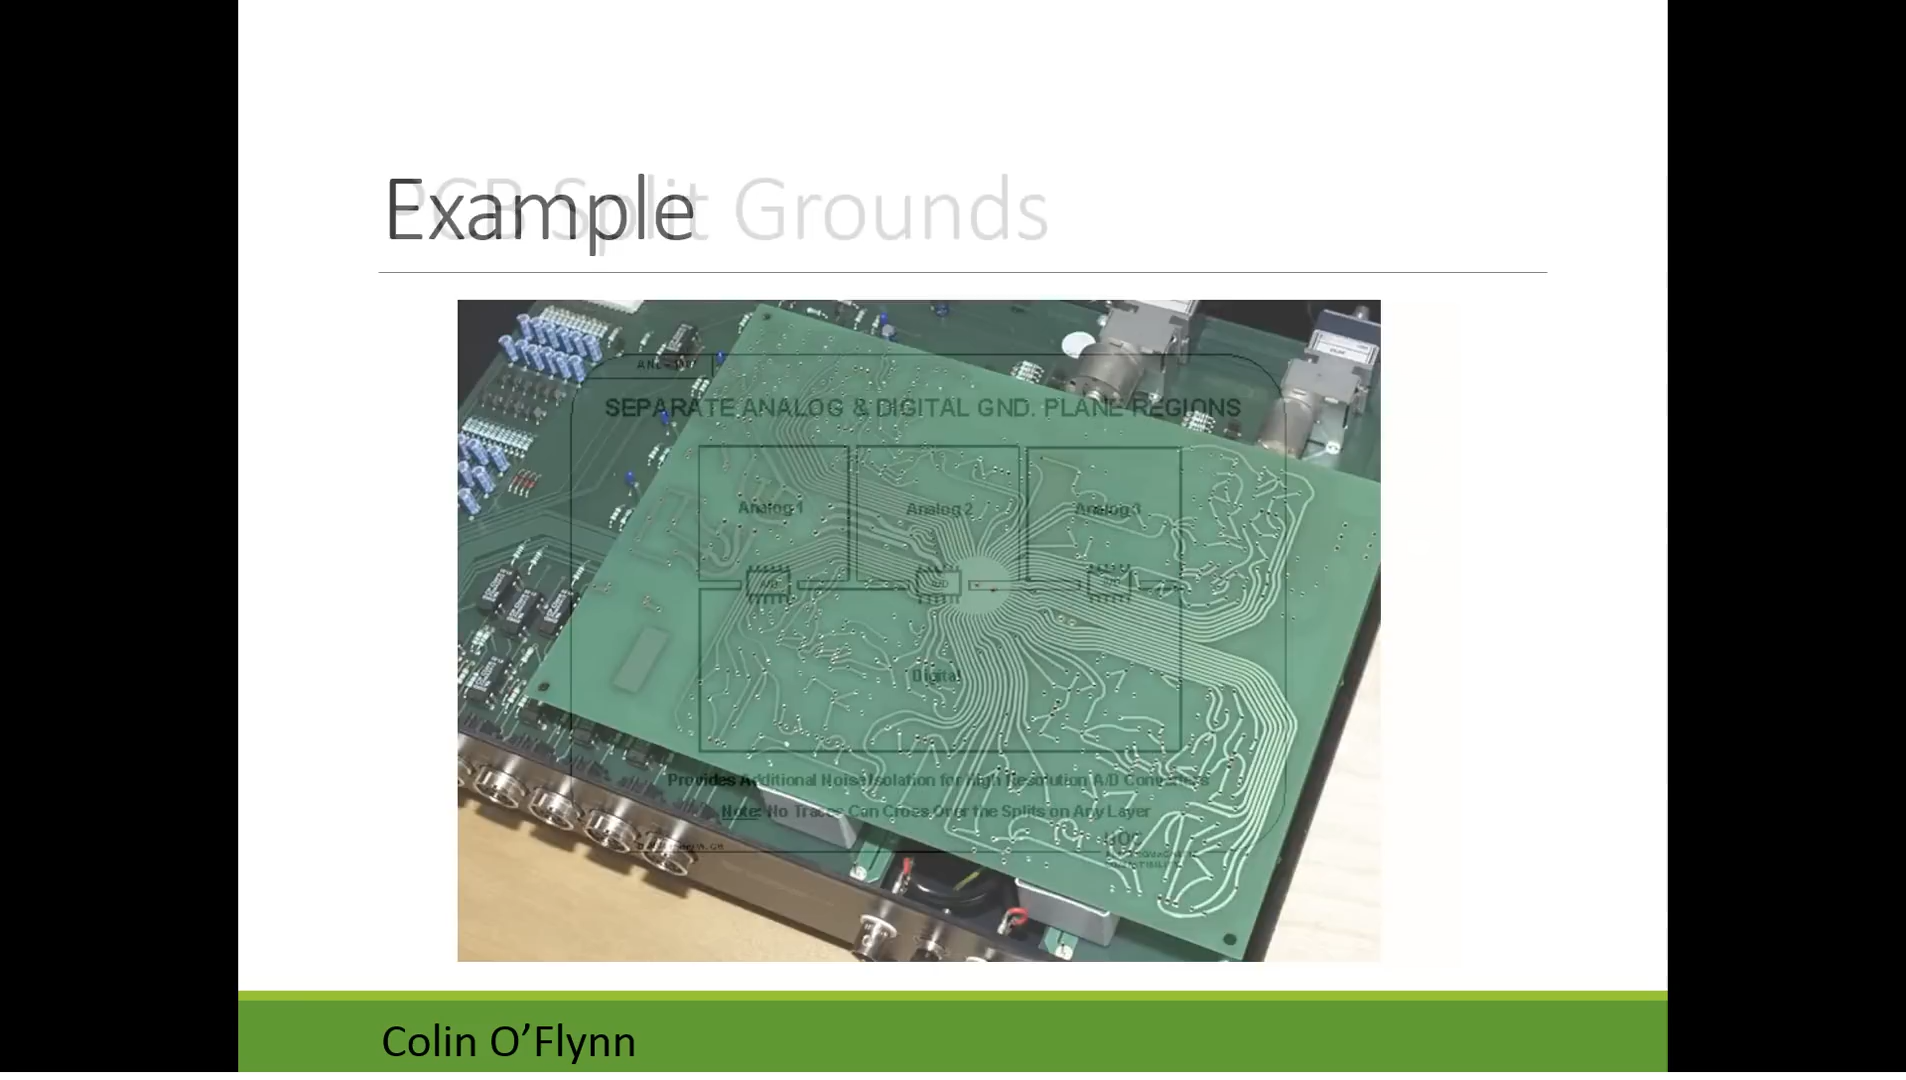 Example
PCB Split Grounds
SEPARATE ANALOG & DIGITAL GND. PLANE REGIONS
Analog 1
Analog 2
Analog 3
A/D
A/D
A/D
Digital
Provides Additional Noise Isolation for High Resolution A/D Converters
Note: No Traces Can Cross Over the Splits on Any Layer
Colin O’Flynn